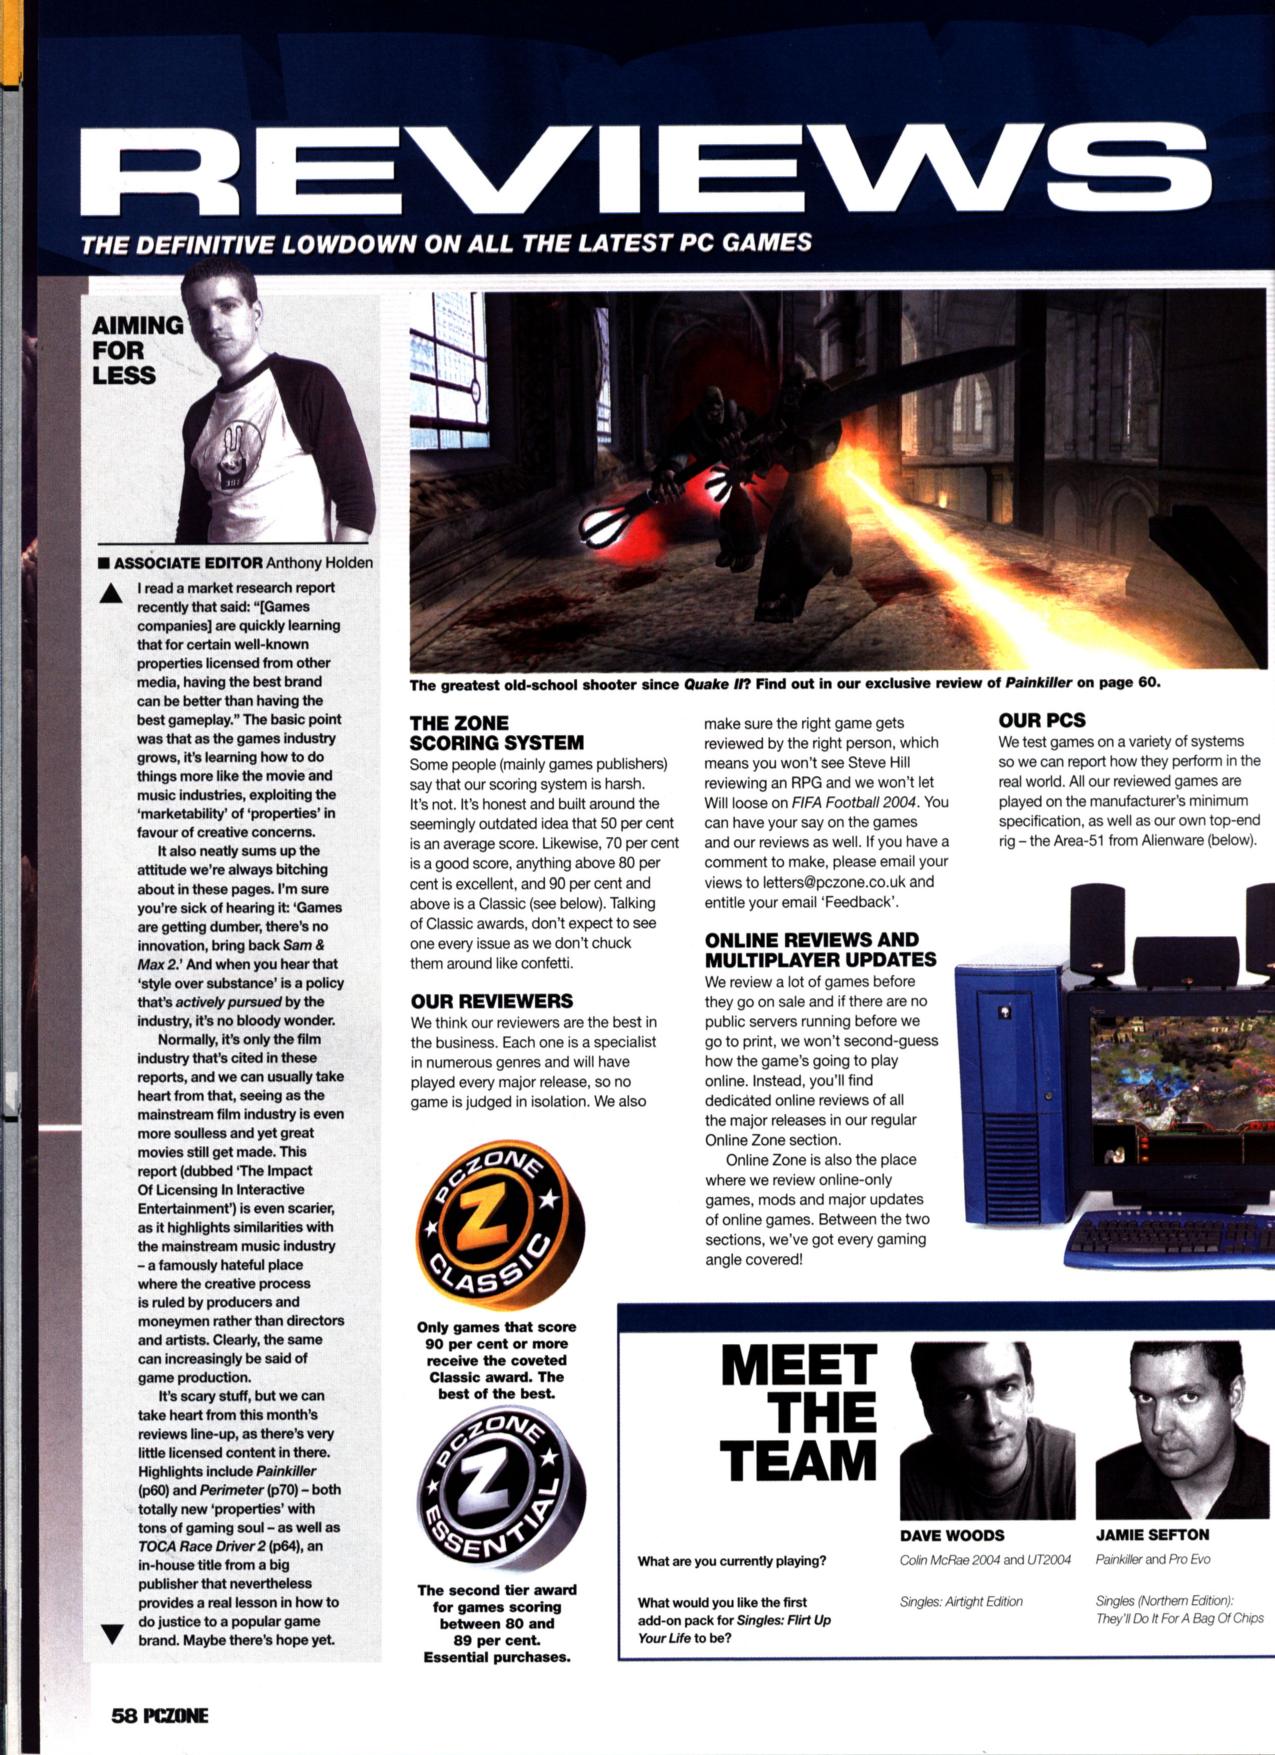 REVIEWS
THE DEFINITIVE LOWDOWN ON ALL THE LATEST PC GAMES
AIMING
FOR
LESS
■ ASSOCIATE EDITOR Anthony Holden
▲ I read a market research report
recently that said: “[Games
companies] are quickly learning
that for certain well-known
properties licensed from other
media, having the best brand
can be better than having the
best gameplay.” The basic point
was that as the games industry
grows, it's learning how to do
things more like the movie and
music industries, exploiting the
‘marketability’ of ‘properties’ in
favour of creative concerns.
It also neatly sums up the
attitude we're always bitching
about in these pages. I'm sure
you're sick of hearing it: ‘Games
are getting dumber, there's no
innovation, bring back Sam &
Max 2.’ And when you hear that
‘style over substance’ is a policy
that's actively pursued by the
industry, it's no bloody wonder.
Normally, it's only the film
industry that's cited in these
reports, and we can usually take
heart from that, seeing as the
mainstream film industry is even
more soulless and yet great
movies still get made. This
report (dubbed ‘The Impact
Of Licensing In Interactive
Entertainment’) is even scarier,
as it highlights similarities with
the mainstream music industry
– a famously hateful place
where the creative process
is ruled by producers and
moneymen rather than directors
and artists. Clearly, the same
can increasingly be said of
game production.
It's scary stuff, but we can
take heart from this month's
reviews line-up, as there's very
little licensed content in there.
Highlights include Painkiller
(p60) and Perimeter (p70) – both
totally new ‘properties’ with
tons of gaming soul – as well as
TOCA Race Driver 2 (p64), an
in-house title from a big
publisher that nevertheless
provides a real lesson in how to
do justice to a popular game
▼ brand. Maybe there's hope yet.
The greatest old-school shooter since Quake II? Find out in our exclusive review of Painkiller on page 60.
THE ZONE
SCORING SYSTEM
Some people (mainly games publishers)
say that our scoring system is harsh.
It's not. It's honest and built around the
seemingly outdated idea that 50 per cent
is an average score. Likewise, 70 per cent
is a good score, anything above 80 per
cent is excellent, and 90 per cent and
above is a Classic (see below). Talking
of Classic awards, don't expect to see
one every issue as we don't chuck
them around like confetti.
OUR REVIEWERS
We think our reviewers are the best in
the business. Each one is a specialist
in numerous genres and will have
played every major release, so no
game is judged in isolation. We also
make sure the right game gets
reviewed by the right person, which
means you won't see Steve Hill
reviewing an RPG and we won't let
Will loose on FIFA Football 2004. You
can have your say on the games
and our reviews as well. If you have a
comment to make, please email your
views to letters@pczone.co.uk and
entitle your email ‘Feedback’.
ONLINE REVIEWS AND
MULTIPLAYER UPDATES
We review a lot of games before
they go on sale and if there are no
public servers running before we
go to print, we won't second-guess
how the game's going to play
online. Instead, you'll find
dedicated online reviews of all
the major releases in our regular
Online Zone section.
Online Zone is also the place
where we review online-only
games, mods and major updates
of online games. Between the two
sections, we've got every gaming
angle covered!
OUR PCS
We test games on a variety of systems
so we can report how they perform in the
real world. All our reviewed games are
played on the manufacturer's minimum
specification, as well as our own top-end
rig – the Area-51 from Alienware (below).
NEC
PCZONE
Z
CLASSIC
Only games that score
90 per cent or more
receive the coveted
Classic award. The
best of the best.
PCZONE
Z
ESSENTIAL
The second tier award
for games scoring
between 80 and
89 per cent.
Essential purchases.
MEET
THE
TEAM
DAVE WOODS
JAMIE SEFTON
What are you currently playing?
Colin McRae 2004 and UT2004
Painkiller and Pro Evo
What would you like the first
add-on pack for Singles: Flirt Up
Your Life to be?
Singles: Airtight Edition
Singles (Northern Edition):
They'll Do It For A Bag Of Chips
58 PCZONE